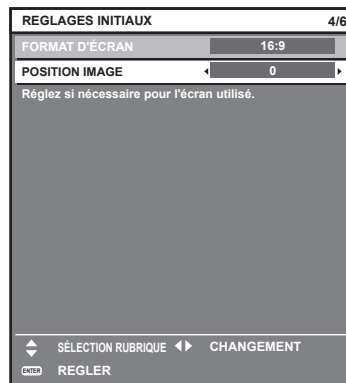 REGLAGES INITIAUX 4/6
FORMAT D'ÉCRAN 16:9
POSITION IMAGE 0
Réglez si nécessaire pour l'écran utilisé.
SÉLECTION RUBRIQUE CHANGEMENT
ENTER REGLER